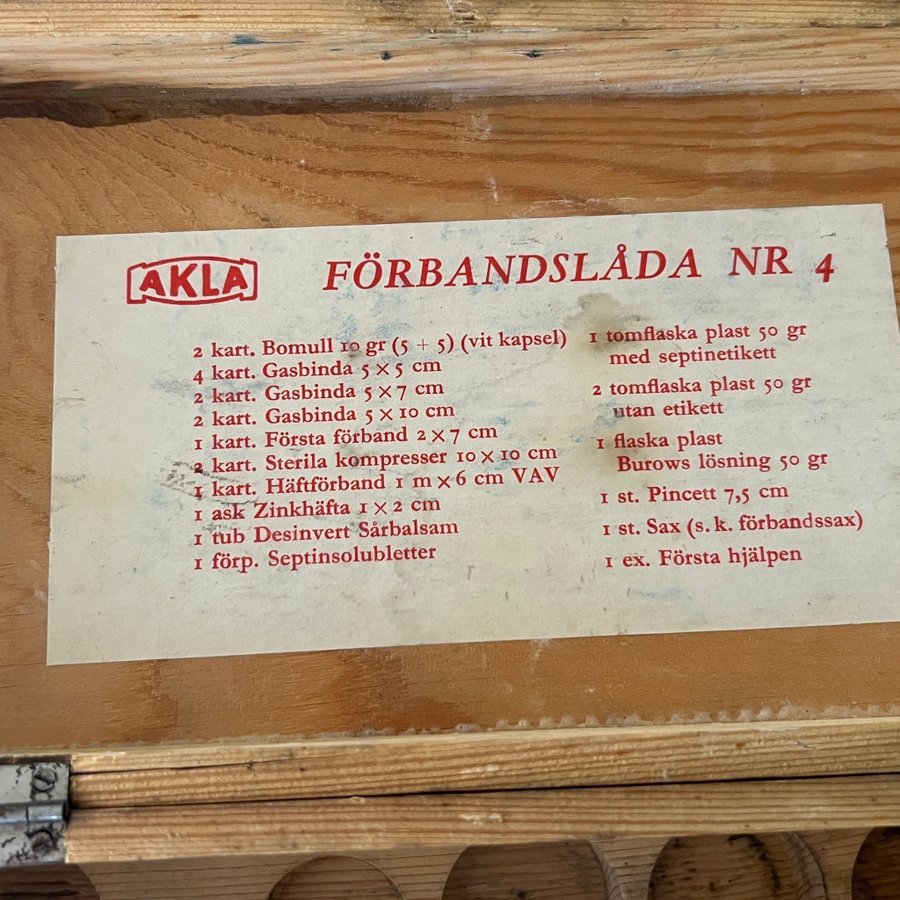 AKLA
FÖRBANDSLÅDA NR 4
2 kart. Bomull 10 gr (5 + 5) (vit kapsel)
4 kart. Gasbinda 5 × 5 cm
2 kart. Gasbinda 5 × 7 cm
2 kart. Gasbinda 5 × 10 cm
1 kart. Första förband 2 × 7 cm
2 kart. Sterila kompresser 10 × 10 cm
1 kart. Häftförband 1 m × 6 cm VAV
1 ask Zinkhäfta 1 × 2 cm
1 tub Desinvert Sårbalsam
1 förp. Septinsolubletter
1 tomflaska plast 50 gr
med septinetikett
2 tomflaska plast 50 gr
utan etikett
1 flaska plast
Burows lösning 50 gr
1 st. Pincett 7,5 cm
1 st. Sax (s. k. förbandssax)
1 ex. Första hjälpen